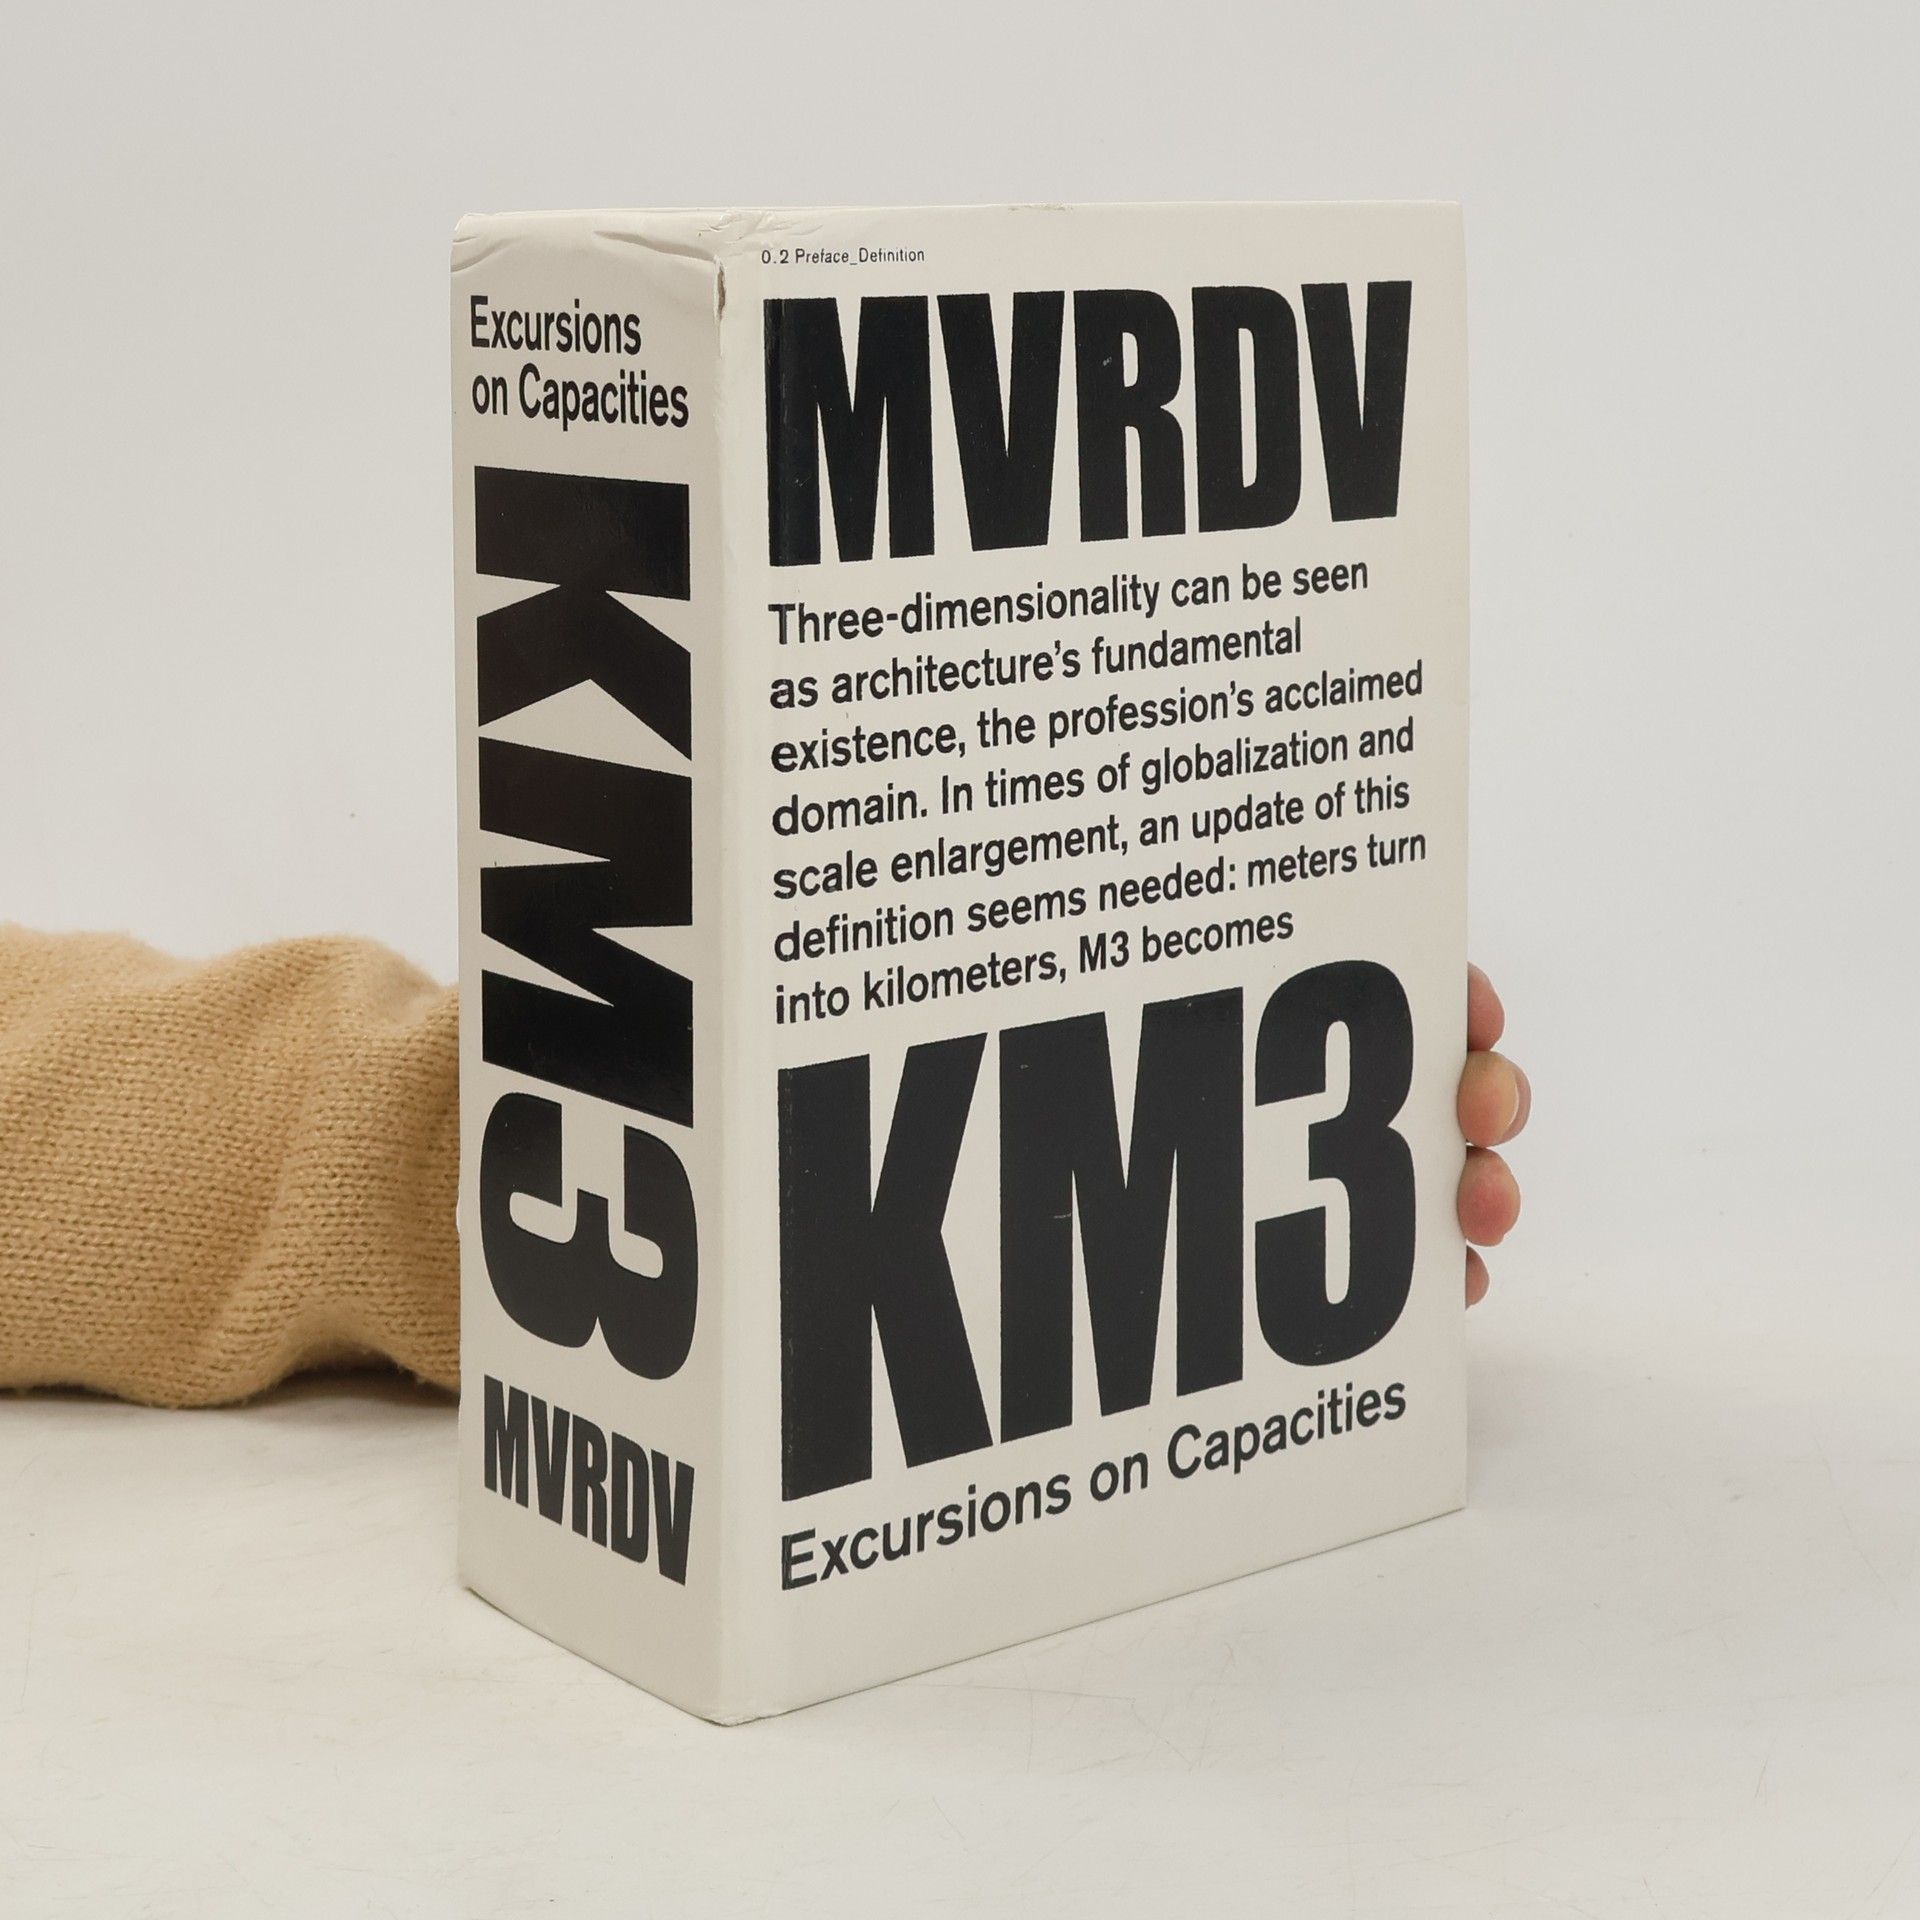 Excursions
on Capacities
KM3
MVRDV
0.2 Preface_Definition
MVRDV
Three-dimensionality can be seen
as architecture's fundamental
existence, the profession's acclaimed
domain. In times of globalization and
scale enlargement, an update of this
definition seems needed: meters turn
into kilometers, M3 becomes
KM3
Excursions on Capacities